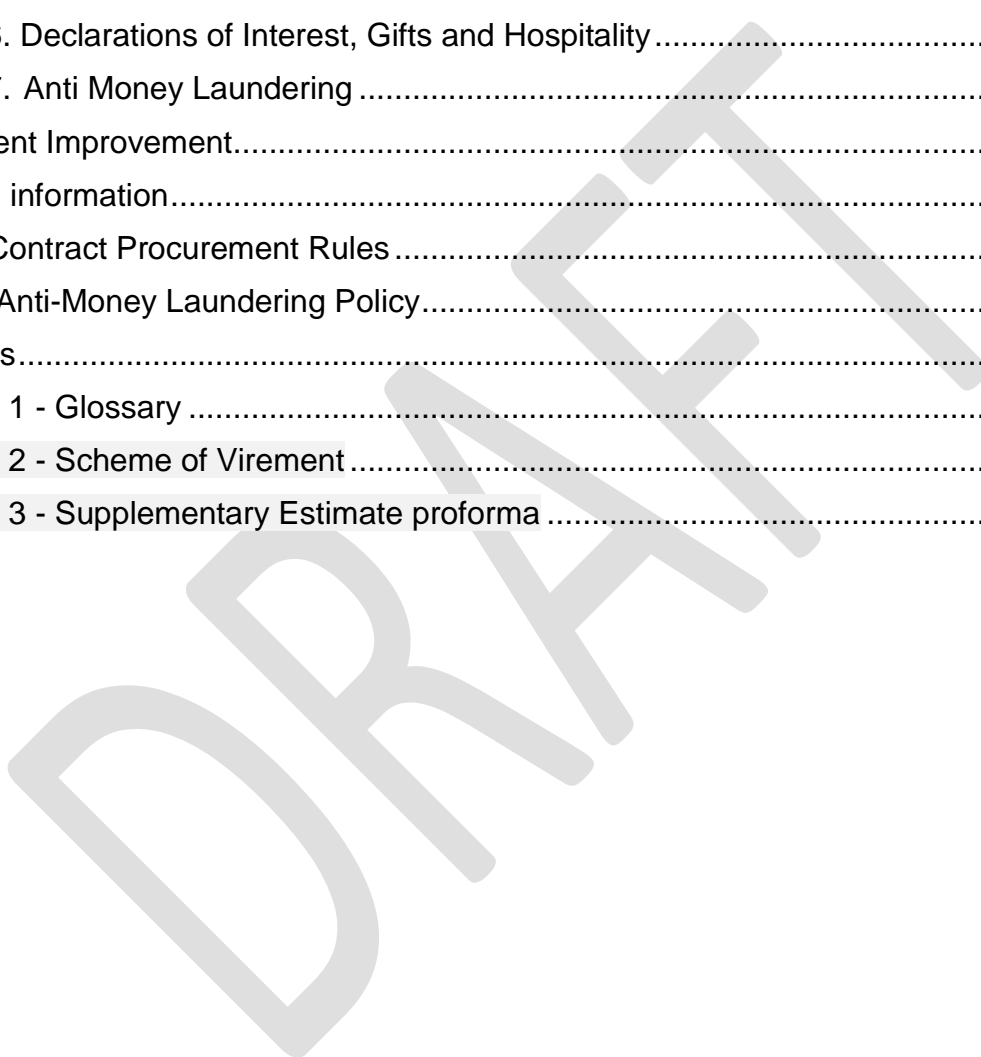 . Declarations of Interest, Gifts and Hospitality..........................................
7. Anti Money Laundering..........................................
ent Improvement..........................................
information..........................................
Contract Procurement Rules..........................................
Anti-Money Laundering Policy..........................................
s..........................................
1 - Glossary..........................................
2 - Scheme of Virement..........................................
3 - Supplementary Estimate proforma..........................................
DRAFT